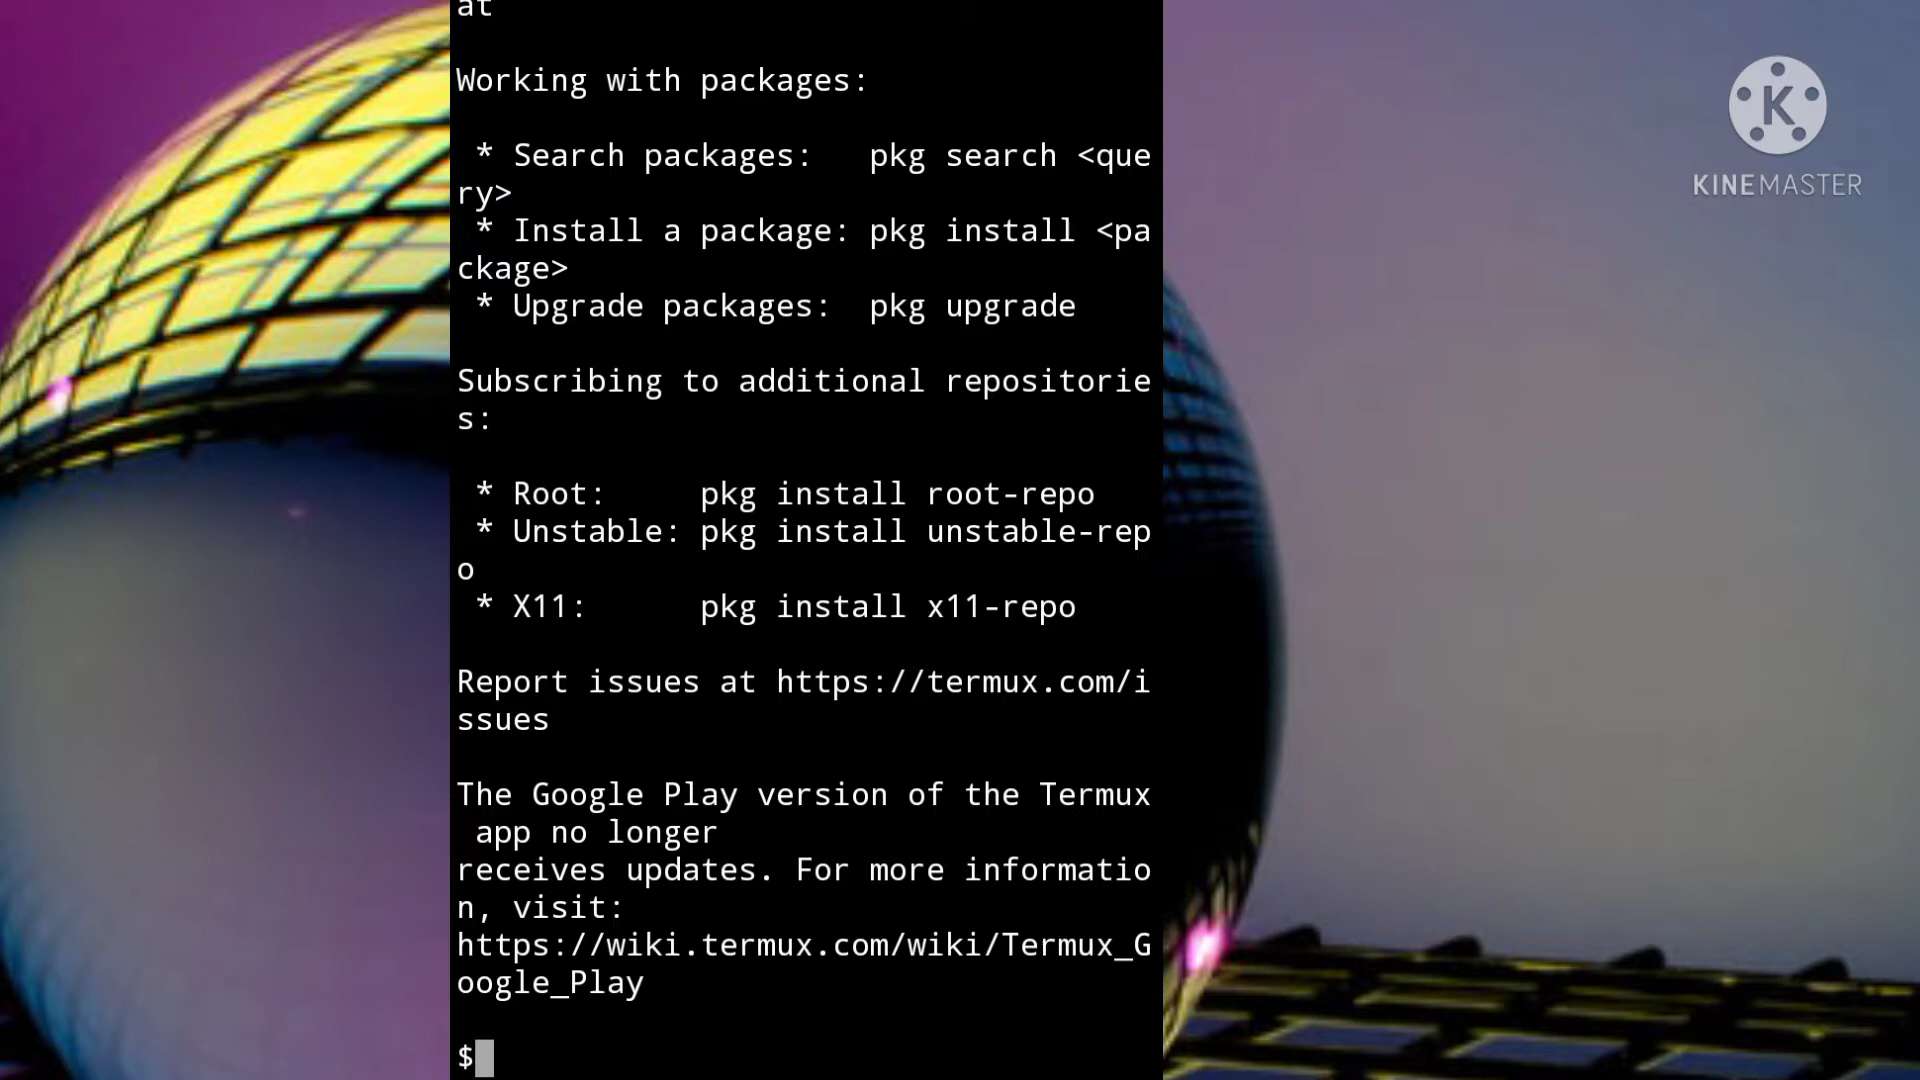 at
Working with packages:
* Search packages:   pkg search <que
ry>
* Install a package: pkg install <pa
ckage>
* Upgrade packages:  pkg upgrade
Subscribing to additional repositorie
s:
* Root:     pkg install root-repo
* Unstable: pkg install unstable-rep
o
* X11:      pkg install x11-repo
Report issues at https://termux.com/i
ssues
The Google Play version of the Termux
app no longer
receives updates. For more informatio
n, visit:
https://wiki.termux.com/wiki/Termux_G
oogle_Play
$
K
KINEMASTER